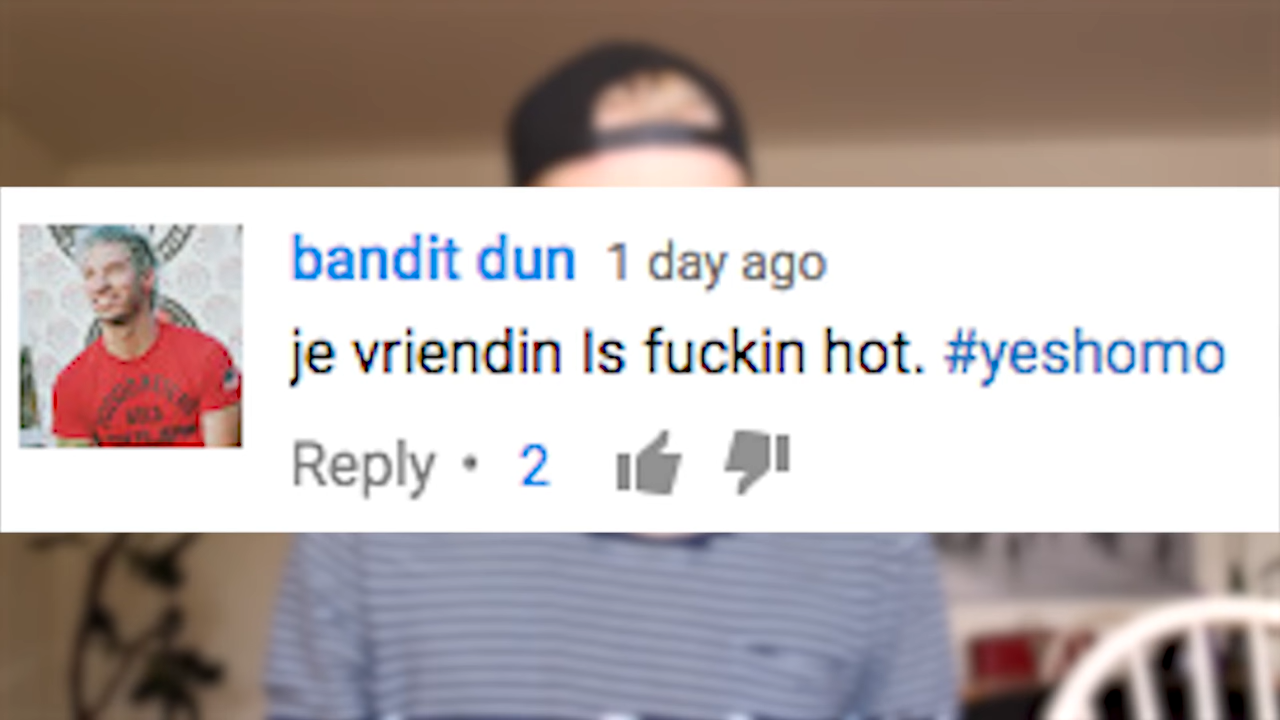 bandit dun 1 day ago
je vriendin Is fuckin hot. #yeshomo
Reply • 2